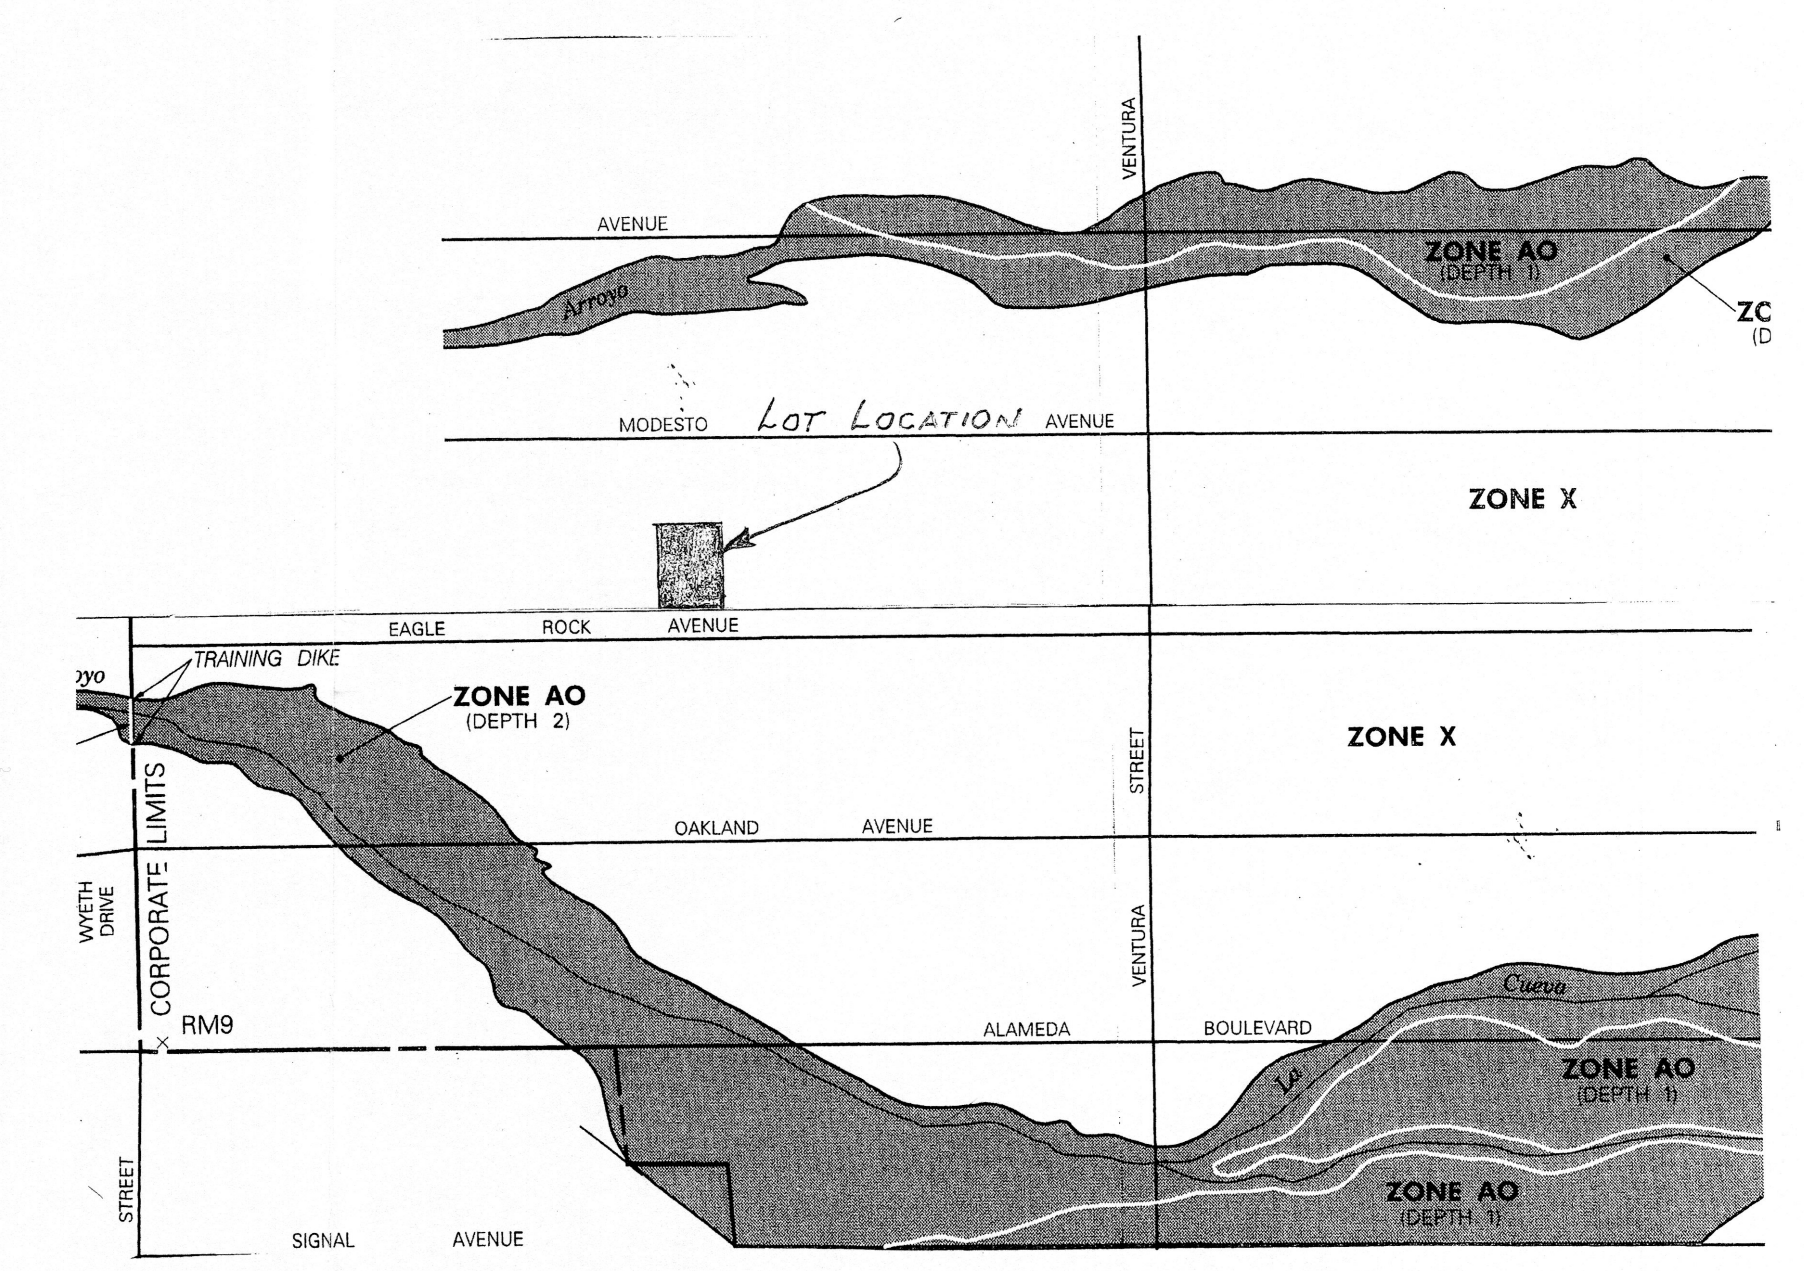 VENTURA
AVENUE
ZONE AO
(DEPTH 1)
Arroyo
ZO
(D
MODESTO LOT LOCATION AVENUE
ZONE X
EAGLE ROCK AVENUE
TRAINING DIKE
oyo
ZONE AO
(DEPTH 2)
ZONE X
STREET
CORPORATE LIMITS
OAKLAND AVENUE
WYETH
DRIVE
VENTURA
Cueva
RM9
ALAMEDA BOULEVARD
La
ZONE AO
(DEPTH 1)
STREET
ZONE AO
(DEPTH 1)
SIGNAL AVENUE